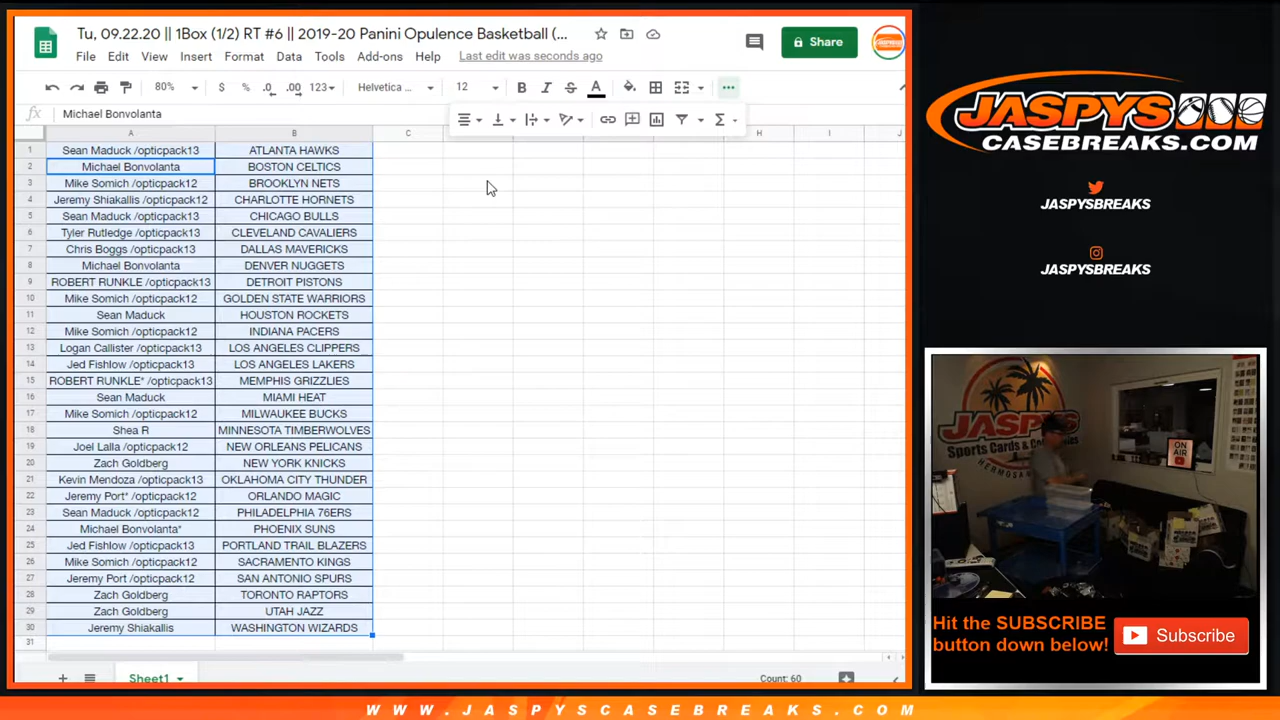 Tu, 09.22.20 || 1Box (1/2) RT #6 || 2019-20 Panini Opulence Basketball (...
Share
File Edit View Insert Format Data Tools Add-ons Help Last edit was seconds ago
80% $ % .0 .00 123 Helvetica ... 12 B I S A
fx Michael Bonvolanta
A B C H I J
1 Sean Maduck /opticpack13 ATLANTA HAWKS
2 Michael Bonvolanta BOSTON CELTICS
3 Mike Somich /opticpack12 BROOKLYN NETS
4 Jeremy Shiakallis /opticpack12 CHARLOTTE HORNETS
5 Sean Maduck /opticpack13 CHICAGO BULLS
6 Tyler Rutledge /opticpack13 CLEVELAND CAVALIERS
7 Chris Boggs /opticpack13 DALLAS MAVERICKS
8 Michael Bonvolanta DENVER NUGGETS
9 ROBERT RUNKLE /opticpack13 DETROIT PISTONS
10 Mike Somich /opticpack12 GOLDEN STATE WARRIORS
11 Sean Maduck HOUSTON ROCKETS
12 Mike Somich /opticpack12 INDIANA PACERS
13 Logan Callister /opticpack13 LOS ANGELES CLIPPERS
14 Jed Fishlow /opticpack13 LOS ANGELES LAKERS
15 ROBERT RUNKLE* /opticpack13 MEMPHIS GRIZZLIES
16 Sean Maduck MIAMI HEAT
17 Mike Somich /opticpack12 MILWAUKEE BUCKS
18 Shea R MINNESOTA TIMBERWOLVES
19 Joel Lalla /opticpack12 NEW ORLEANS PELICANS
20 Zach Goldberg NEW YORK KNICKS
21 Kevin Mendoza /opticpack13 OKLAHOMA CITY THUNDER
22 Jeremy Port* /opticpack12 ORLANDO MAGIC
23 Sean Maduck /opticpack12 PHILADELPHIA 76ERS
24 Michael Bonvolanta* PHOENIX SUNS
25 Jed Fishlow /opticpack13 PORTLAND TRAIL BLAZERS
26 Mike Somich /opticpack12 SACRAMENTO KINGS
27 Jeremy Port /opticpack12 SAN ANTONIO SPURS
28 Zach Goldberg TORONTO RAPTORS
29 Zach Goldberg UTAH JAZZ
30 Jeremy Shiakallis WASHINGTON WIZARDS
31
Sheet1 Count: 60
JASPYS
CASEBREAKS.COM
JASPYSBREAKS
JASPYSBREAKS
JASPYS
Sports Cards &
HERMOSA
ON AIR
Hit the SUBSCRIBE
button down below!
Subscribe
WWW.JASPYSCASEBREAKS.COM